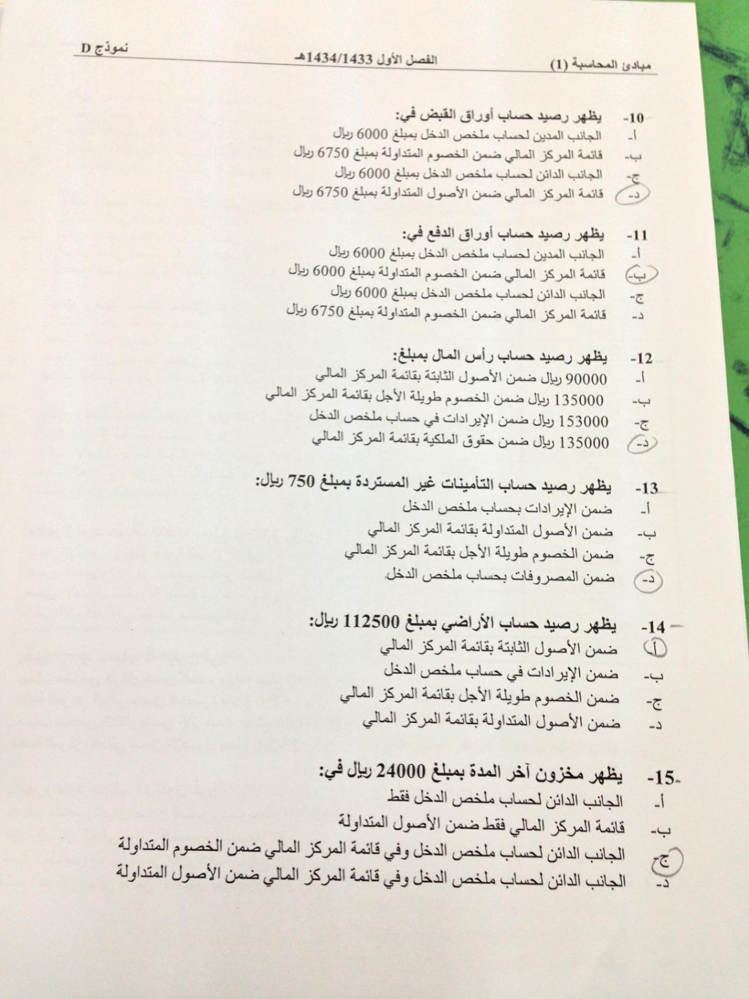 مبادئ المحاسبة (1) الفصل الأول 1434/1433هـ نموذج D
10- يظهر رصيد حساب أوراق القبض في:
أ- الجانب المدين لحساب ملخص الدخل بمبلغ 6000 ريال
ب- قائمة المركز المالي ضمن الخصوم المتداولة بمبلغ 6750 ريال
ج- الجانب الدائن لحساب ملخص الدخل بمبلغ 6000 ريال
د- قائمة المركز المالي ضمن الأصول المتداولة بمبلغ 6750 ريال
11- يظهر رصيد حساب أوراق الدفع في:
أ- الجانب المدين لحساب ملخص الدخل بمبلغ 6000 ريال
ب- قائمة المركز المالي ضمن الخصوم المتداولة بمبلغ 6000 ريال
ج- الجانب الدائن لحساب ملخص الدخل بمبلغ 6000 ريال
د- قائمة المركز المالي ضمن الخصوم المتداولة بمبلغ 6750 ريال
12- يظهر رصيد حساب رأس المال بمبلغ:
أ- 90000 ريال ضمن الأصول الثابتة بقائمة المركز المالي
ب- 135000 ريال ضمن الخصوم طويلة الأجل بقائمة المركز المالي
ج- 153000 ريال ضمن الإيرادات في حساب ملخص الدخل
د- 135000 ريال ضمن حقوق الملكية بقائمة المركز المالي
13- يظهر رصيد حساب التأمينات غير المستردة بمبلغ 750 ريال:
أ- ضمن الإيرادات بحساب ملخص الدخل
ب- ضمن الأصول المتداولة بقائمة المركز المالي
ج- ضمن الخصوم طويلة الأجل بقائمة المركز المالي
د- ضمن المصروفات بحساب ملخص الدخل
14- يظهر رصيد حساب الأراضي بمبلغ 112500 ريال:
أ- ضمن الأصول الثابتة بقائمة المركز المالي
ب- ضمن الإيرادات في حساب ملخص الدخل
ج- ضمن الخصوم طويلة الأجل بقائمة المركز المالي
د- ضمن الأصول المتداولة بقائمة المركز المالي
15- يظهر مخزون آخر المدة بمبلغ 24000 ريال في:
أ- الجانب الدائن لحساب ملخص الدخل فقط
ب- قائمة المركز المالي فقط ضمن الأصول المتداولة
ج- الجانب الدائن لحساب ملخص الدخل وفي قائمة المركز المالي ضمن الخصوم المتداولة
د- الجانب الدائن لحساب ملخص الدخل وفي قائمة المركز المالي ضمن الأصول المتداولة